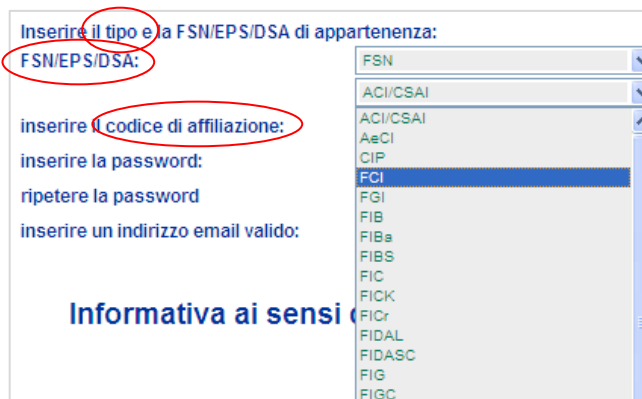 Inserire il tipo e la FSN/EPS/DSA di appartenenza:
FSN/EPS/DSA: FSN
ACI/CSAI
inserire il codice di affiliazione:
inserire la password:
ripetere la password
inserire un indirizzo email valido:
ACI/CSAI
AeCI
CIP
FCI
FGI
FIB
FIBa
FIBS
FIC
FICK
FICr
FIDAL
FIDASC
FIG
FIGC
Informativa ai sensi